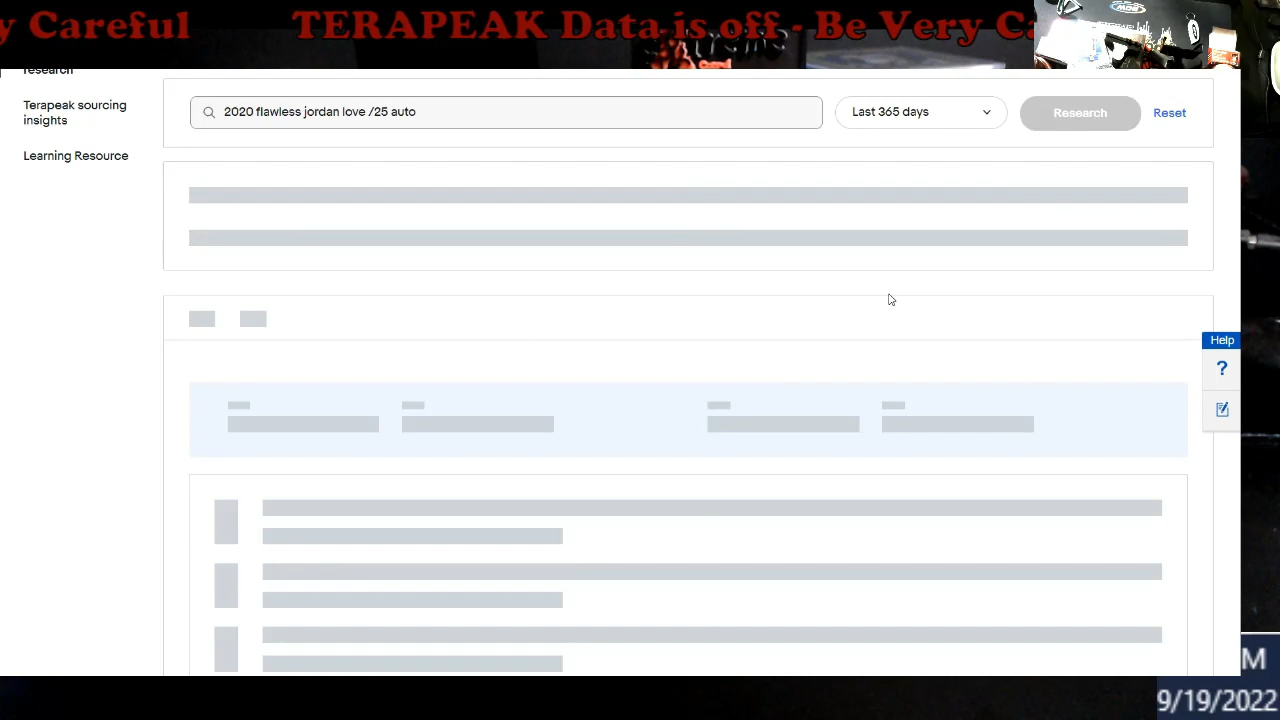 y Careful TERAPEAK Data is off - Be Very Ca
research
Terapeak sourcing
insights
Learning Resource
2020 flawless jordan love /25 auto
Last 365 days
Research
Reset
Help
?
M
9/19/2022